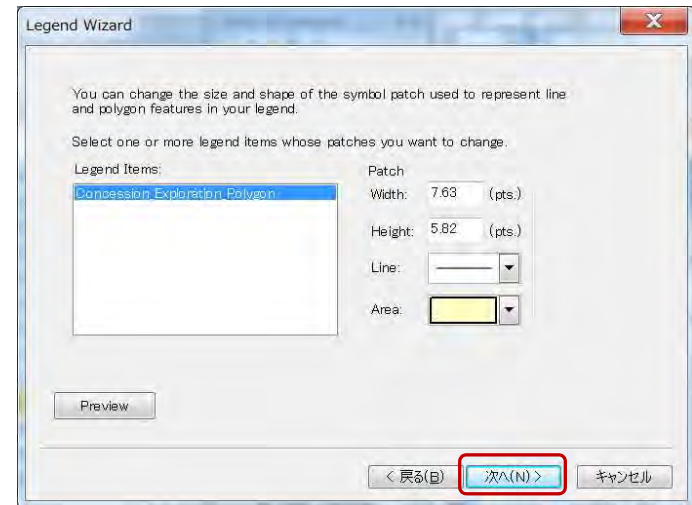 Legend Wizard
X
You can change the size and shape of the symbol patch used to represent line
and polygon features in your legend.
Select one or more legend items whose patches you want to change.
Legend Items:
Concession_Exploration_Polygon
Patch
Width: 7.63 (pts.)
Height: 5.82 (pts.)
Line:
Area:
Preview
< 戻る(B) 次へ(N) > キャンセル